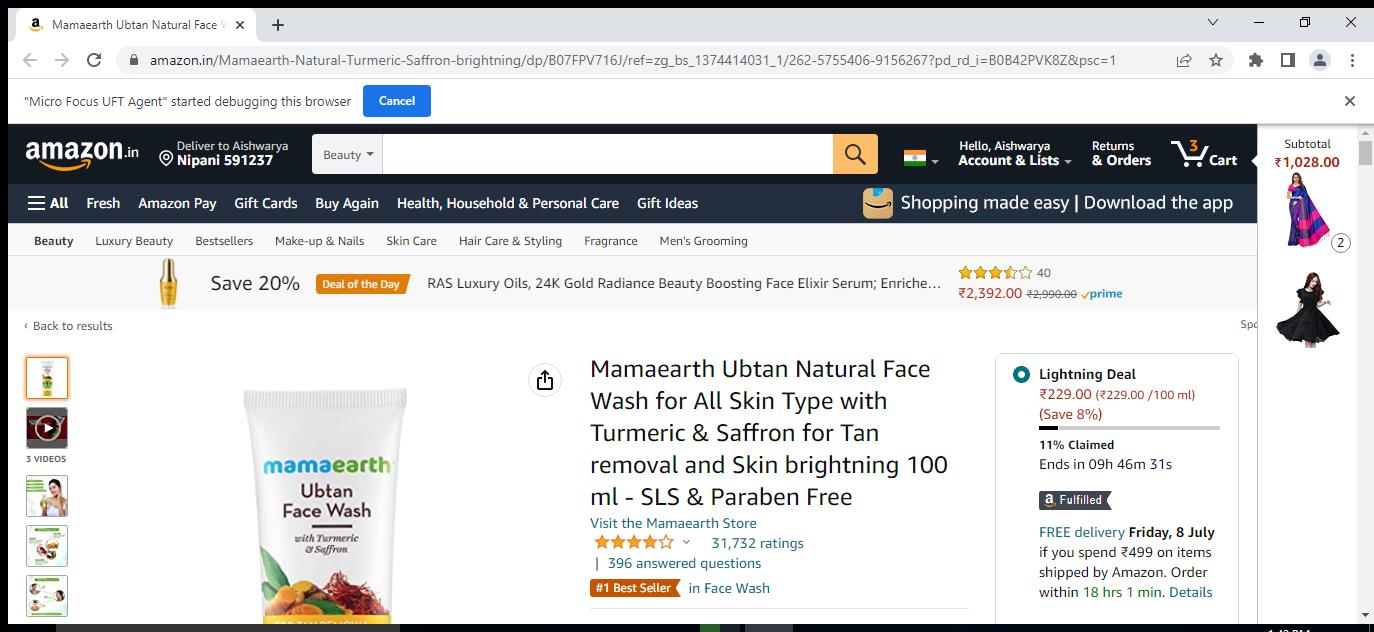 Mamaearth Ubtan Natural Face W
amazon.in/Mamaearth-Natural-Turmeric-Saffron-brightning/dp/B07FPV716J/ref=zg_bs_1374414031_1/262-5755406-9156267?pd_rd_i=B0B42PVK8Z&psc=1
"Micro Focus UFT Agent" started debugging this browser
Cancel
amazon.in
Deliver to Aishwarya
Nipani 591237
Beauty
Hello, Aishwarya
Account & Lists
Returns
& Orders
3
Cart
Subtotal
₹1,028.00
2
All
Fresh
Amazon Pay
Gift Cards
Buy Again
Health, Household & Personal Care
Gift Ideas
Shopping made easy | Download the app
Beauty
Luxury Beauty
Bestsellers
Make-up & Nails
Skin Care
Hair Care & Styling
Fragrance
Men's Grooming
Save 20%
Deal of the Day
RAS Luxury Oils, 24K Gold Radiance Beauty Boosting Face Elixir Serum; Enriche...
40
₹2,392.00 ₹2,990.00 prime
‹ Back to results
Spo
3 VIDEOS
mamaearth
Ubtan
Face Wash
with Turmeric
& Saffron
FOR TAN REMOVAL
Mamaearth Ubtan Natural Face
Wash for All Skin Type with
Turmeric & Saffron for Tan
removal and Skin brightning 100
ml - SLS & Paraben Free
Visit the Mamaearth Store
31,732 ratings
| 396 answered questions
#1 Best Seller in Face Wash
Lightning Deal
₹229.00 (₹229.00 /100 ml)
(Save 8%)
11% Claimed
Ends in 09h 46m 31s
a Fulfilled
FREE delivery Friday, 8 July
if you spend ₹499 on items
shipped by Amazon. Order
within 18 hrs 1 min. Details